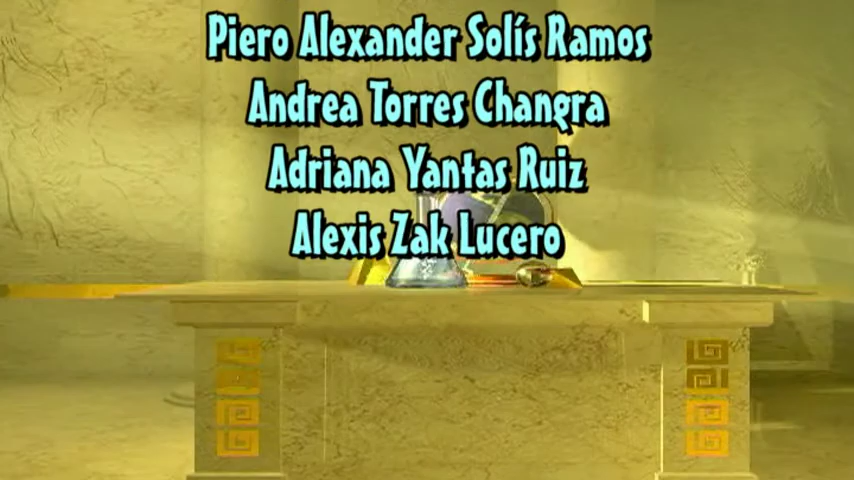 Piero Alexander Solís Ramos
Andrea Torres Changra
Adriana Yantas Ruiz
Alexis Zak Lucero